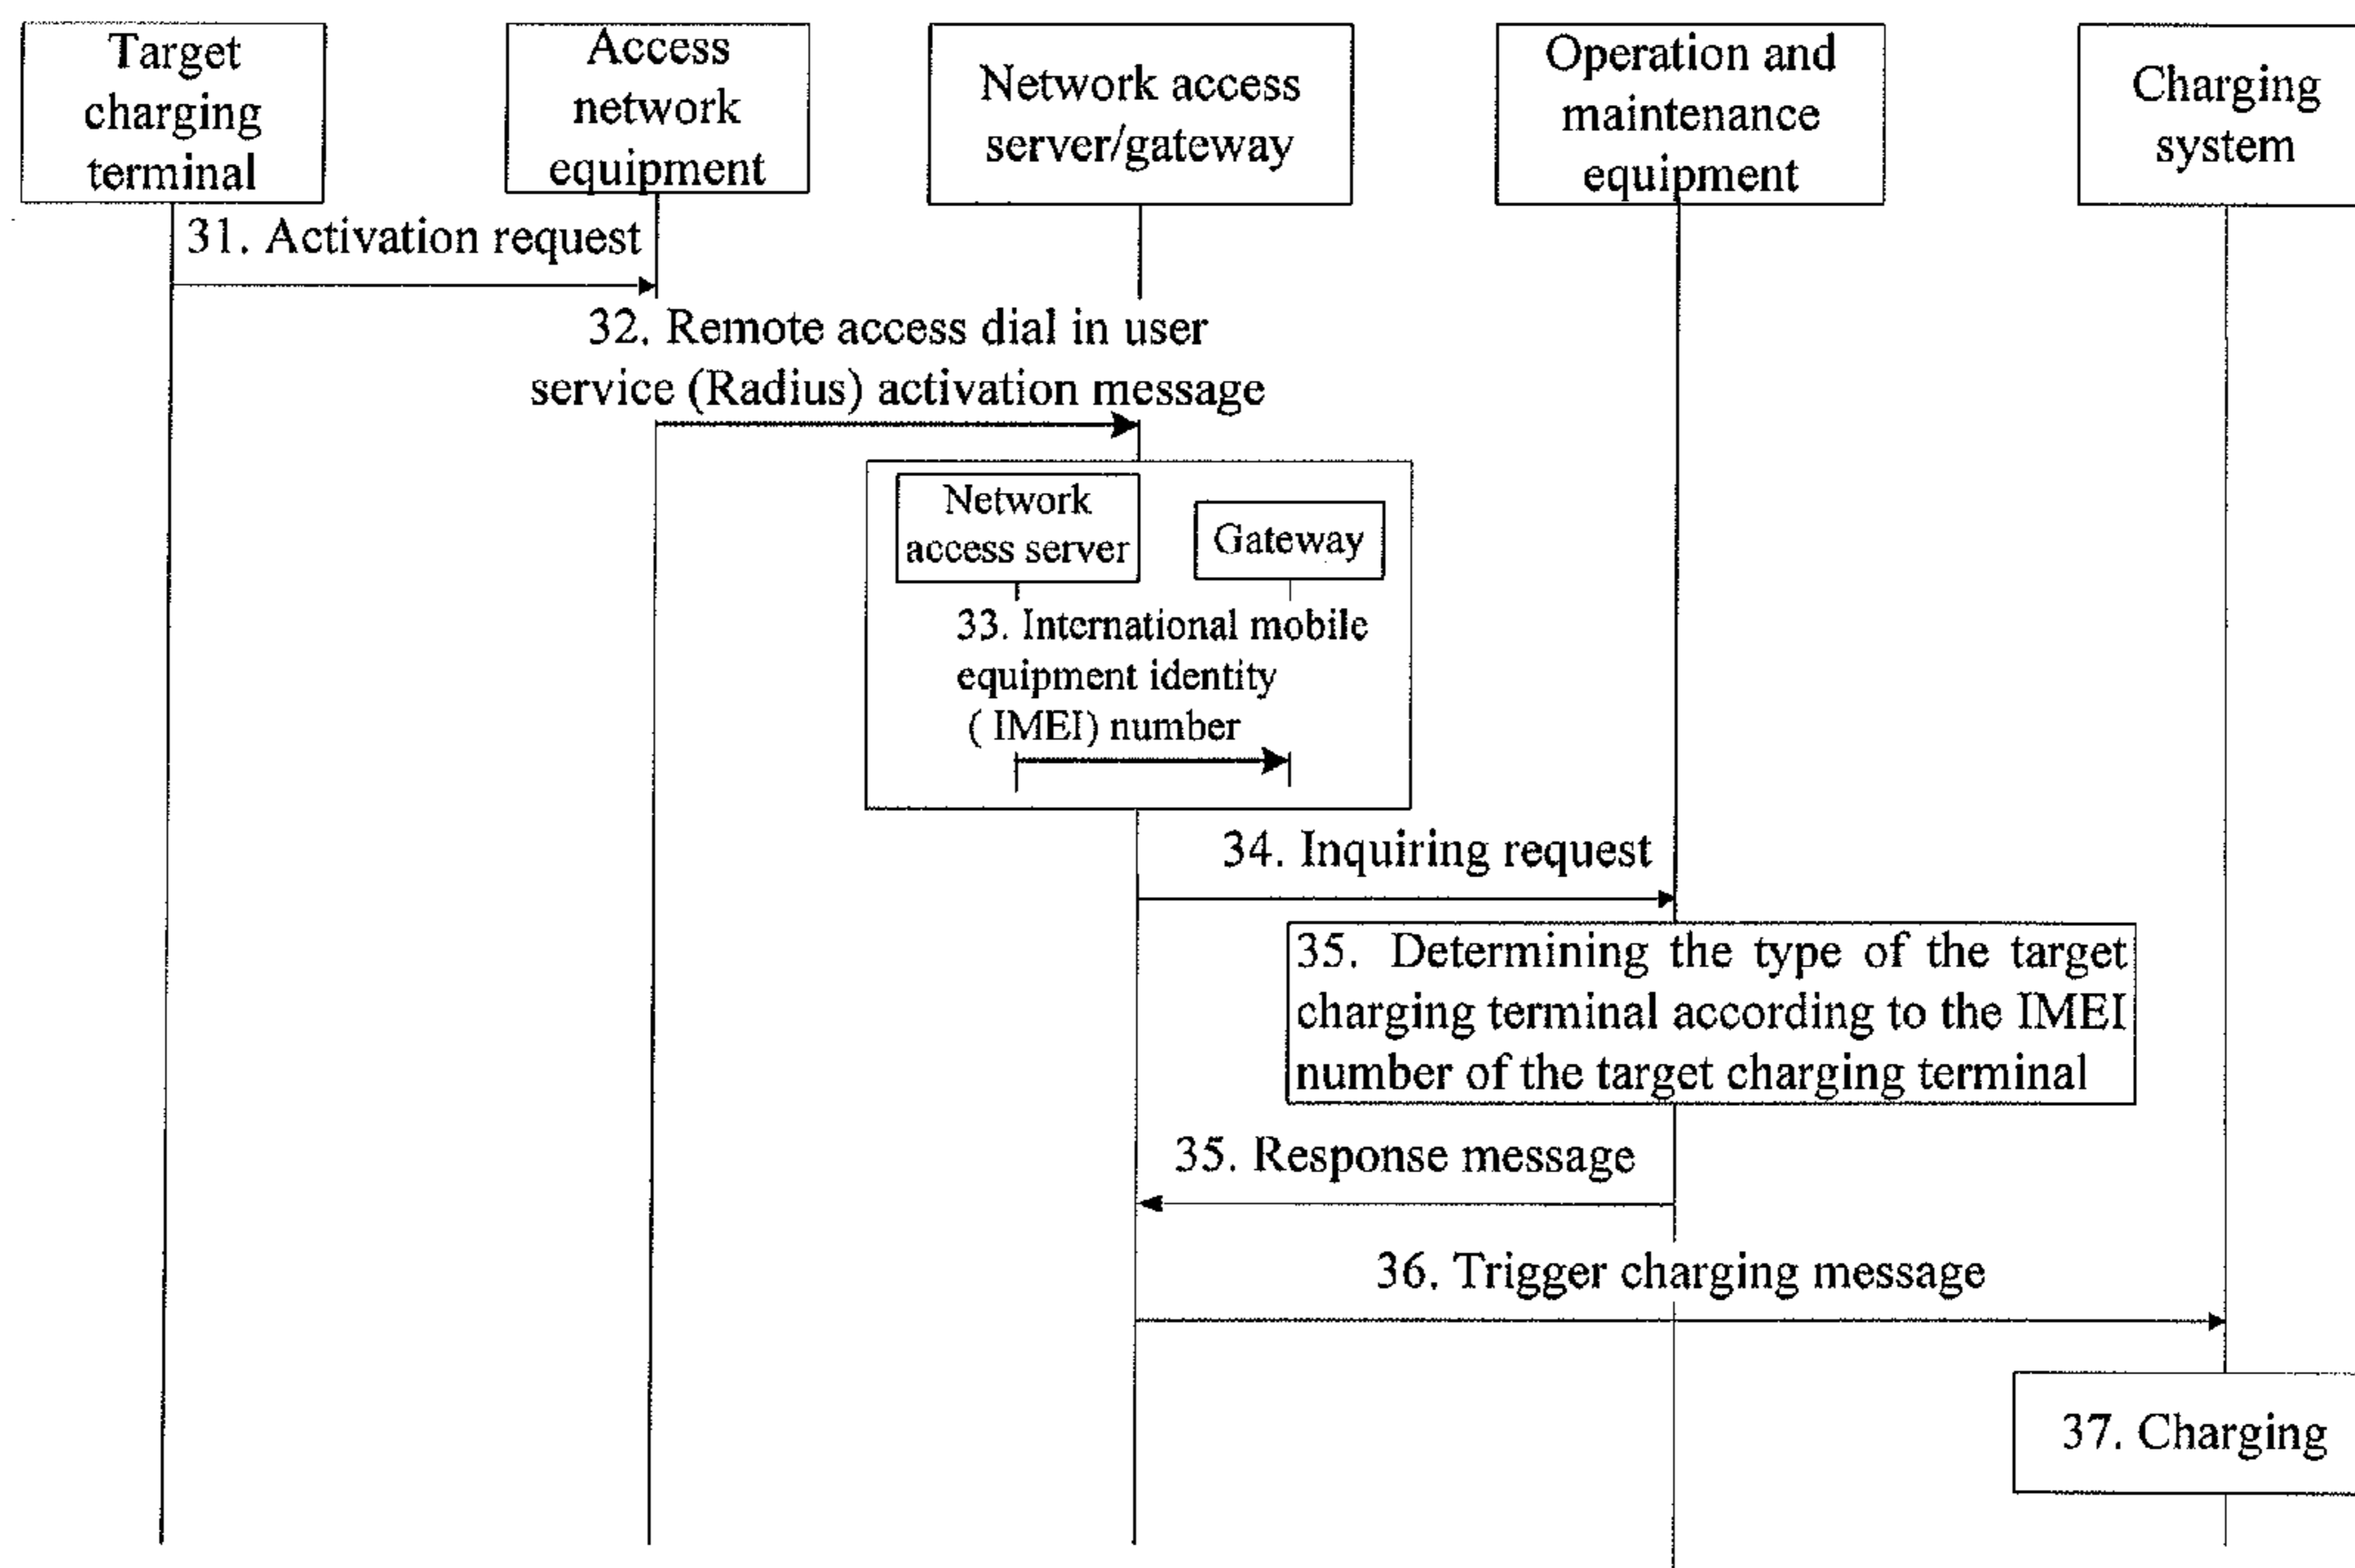 Target
charging
terminal
Access
network
equipment
Network access
server/gateway
Operation and
maintenance
equipment
Charging
system
31. Activation request
32. Remote access dial in user
service (Radius) activation message
Network
access server
Gateway
33. International mobile
equipment identity
( IMEI) number
34. Inquiring request
35. Determining the type of the target
charging terminal according to the IMEI
number of the target charging terminal
35. Response message
36. Trigger charging message
37. Charging